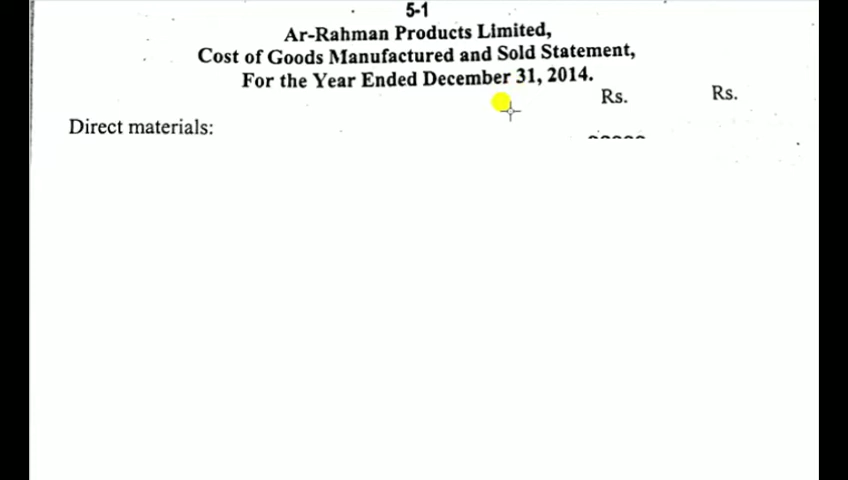 5-1
Ar-Rahman Products Limited,
Cost of Goods Manufactured and Sold Statement,
For the Year Ended December 31, 2014.
Rs. Rs.
Direct materials: